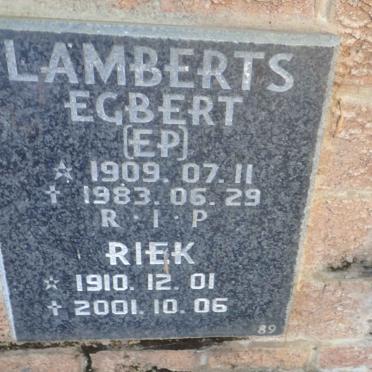 LAMBERTS
EGBERT
(EP)
☆ 1909. 07. 11
✝ 1983. 06. 29
R · I · P
RIEK
☆ 1910. 12. 01
✝ 2001. 10. 06
89